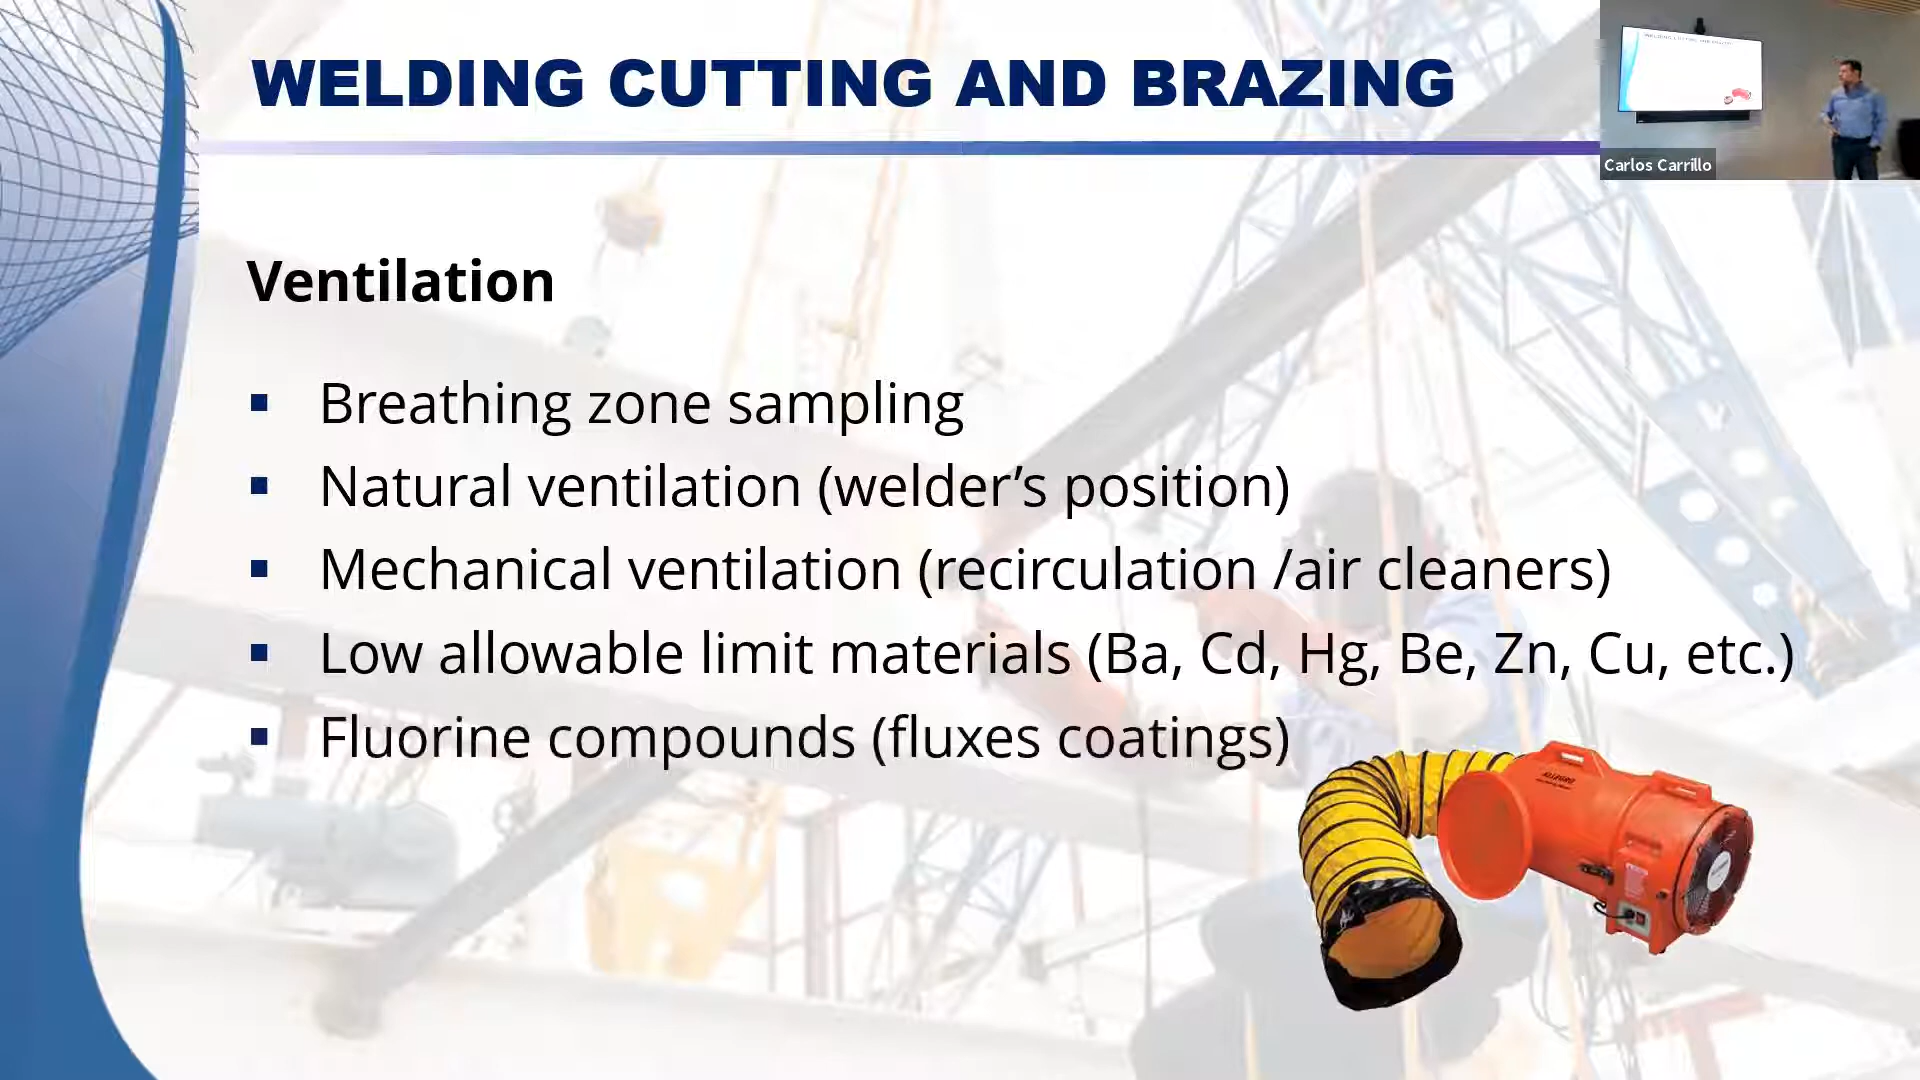 WELDING CUTTING AND BRAZING
Carlos Carrillo
Ventilation
▪ Breathing zone sampling
▪ Natural ventilation (welder’s position)
▪ Mechanical ventilation (recirculation /air cleaners)
▪ Low allowable limit materials (Ba, Cd, Hg, Be, Zn, Cu, etc.)
▪ Fluorine compounds (fluxes coatings)
ALLEGRO